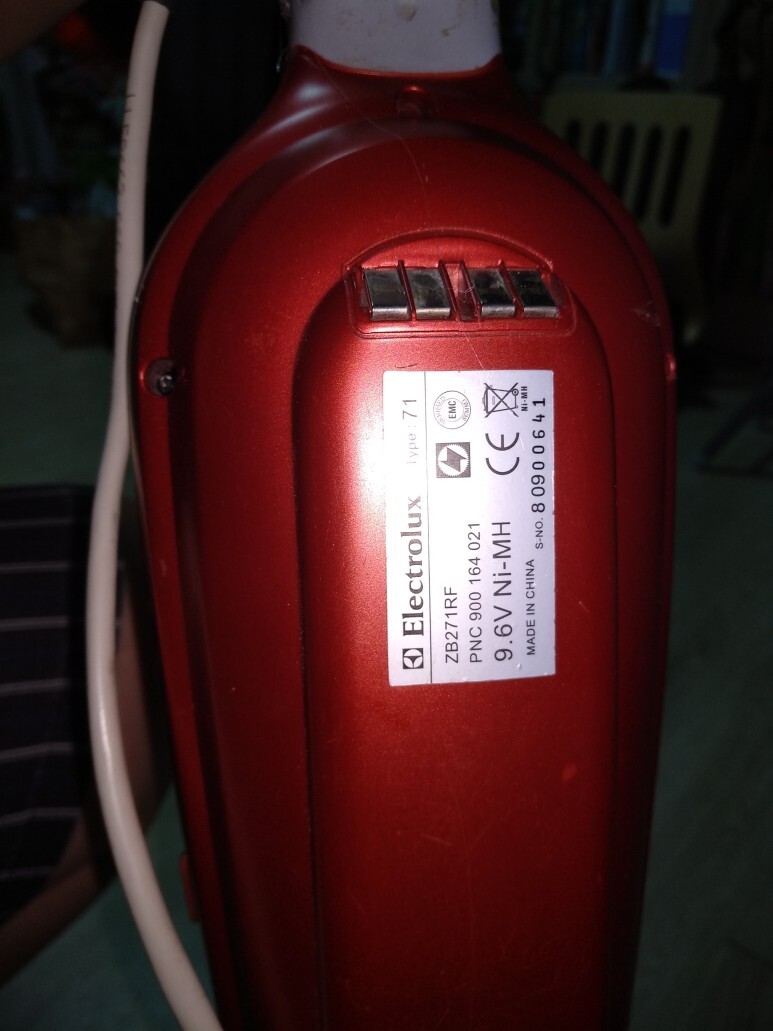 Electrolux Type: 71
ZB271RF
PNC 900 164 021
9.6V Ni-MH
MADE IN CHINA S-NO. 80900641
EMC
CE
Ni-MH